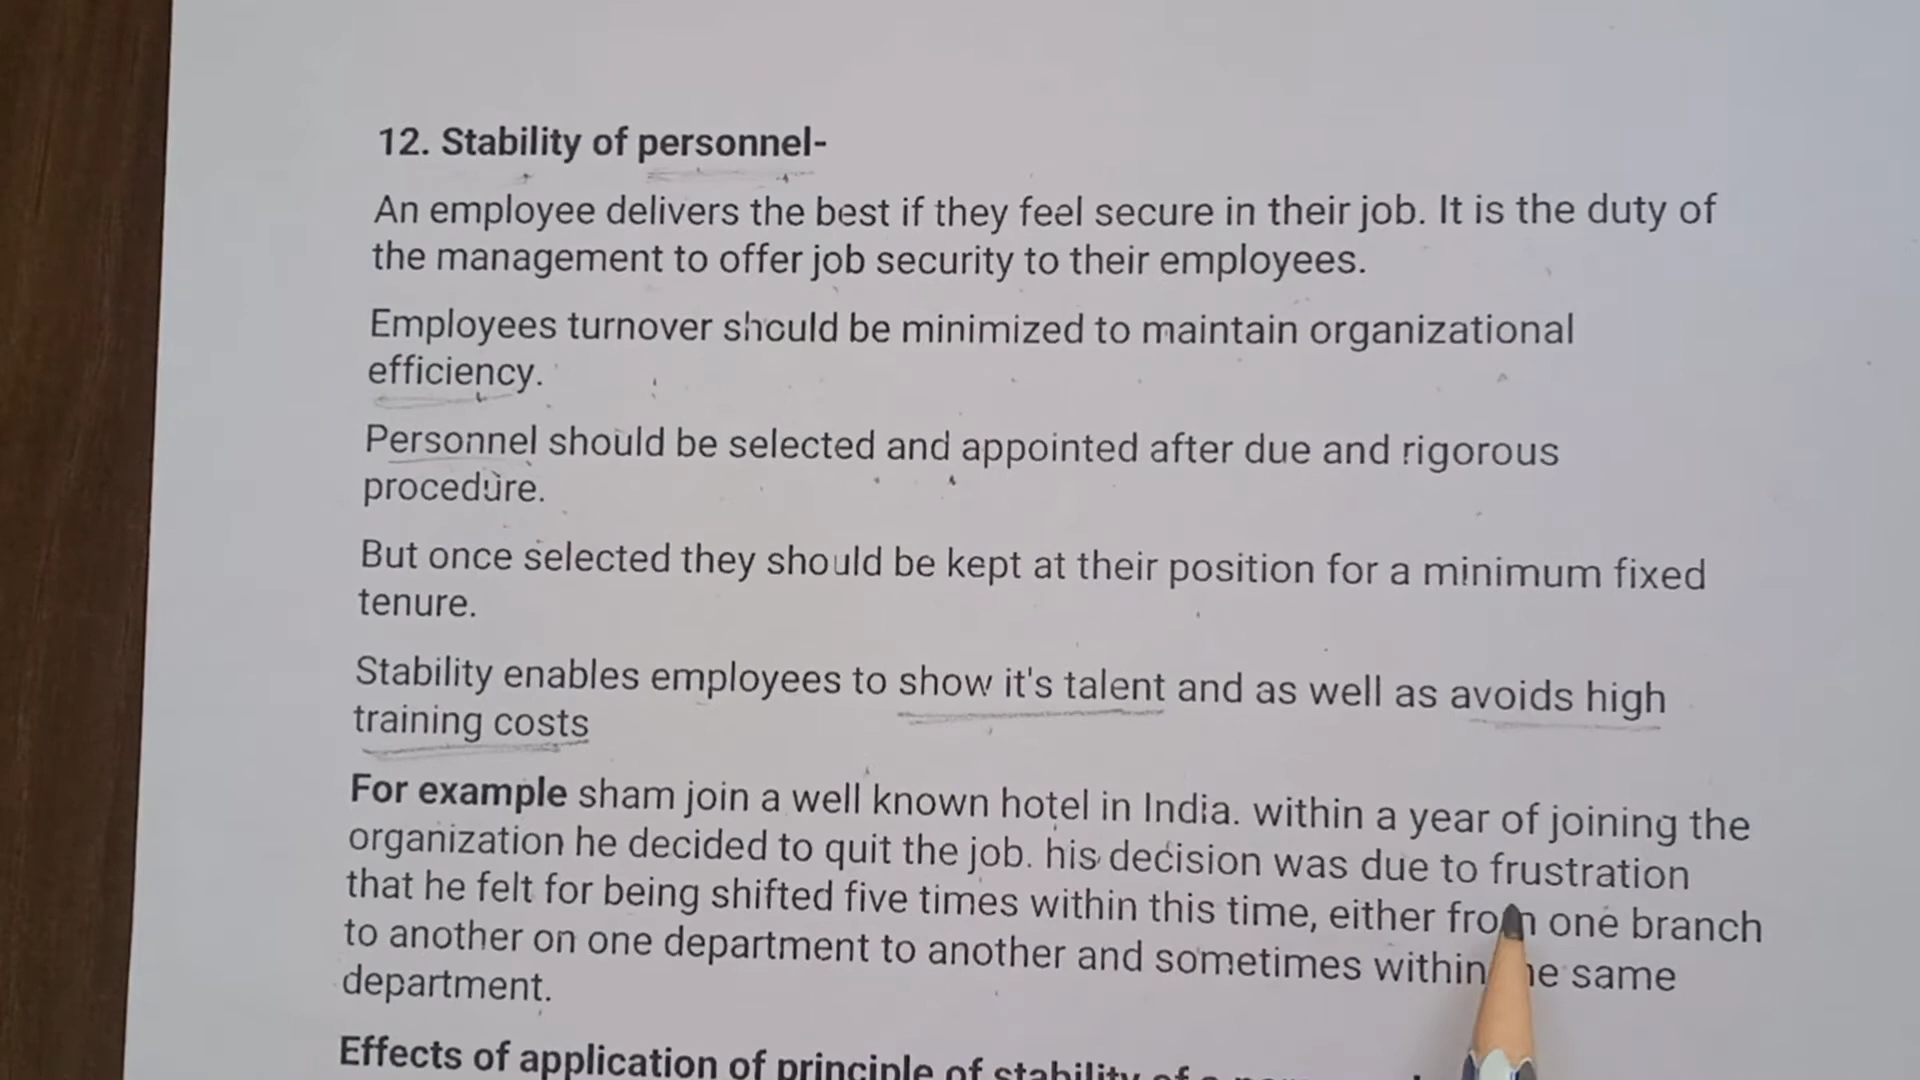 12. Stability of personnel-
An employee delivers the best if they feel secure in their job. It is the duty of
the management to offer job security to their employees.
Employees turnover should be minimized to maintain organizational
efficiency.
Personnel should be selected and appointed after due and rigorous
procedure.
But once selected they should be kept at their position for a minimum fixed
tenure.
Stability enables employees to show it's talent and as well as avoids high
training costs
For example sham join a well known hotel in India. within a year of joining the
organization he decided to quit the job. his decision was due to frustration
that he felt for being shifted five times within this time, either from one branch
to another on one department to another and sometimes within same
department.
Effects of application of principle of stability of